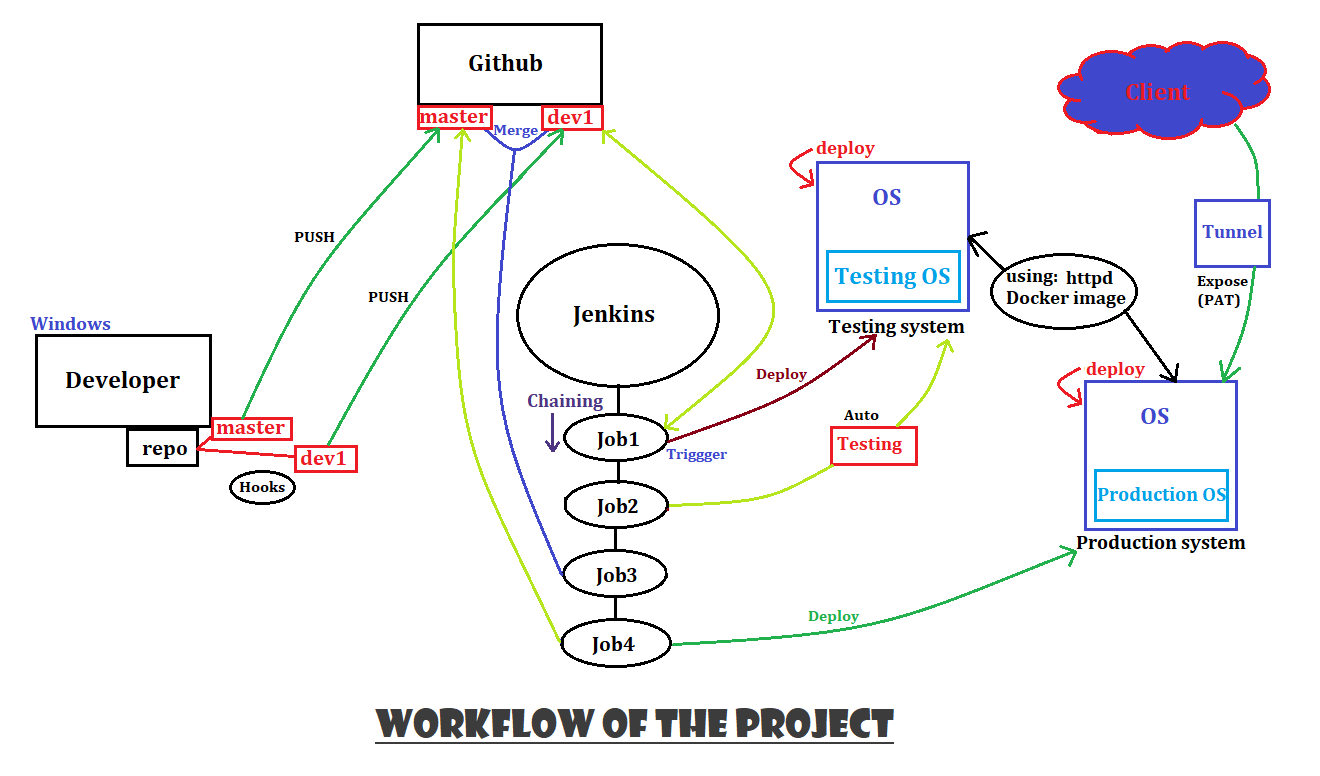 Github
master
Merge
dev1
Client
deploy
OS
Testing OS
Testing system
Tunnel
Expose
(PAT)
using: httpd
Docker image
PUSH
PUSH
Windows
Developer
repo
master
dev1
Hooks
Jenkins
Chaining
Job1
Triggger
Deploy
Auto
Testing
Job2
Job3
Job4
Deploy
deploy
OS
Production OS
Production system
WORKFLOW OF THE PROJECT